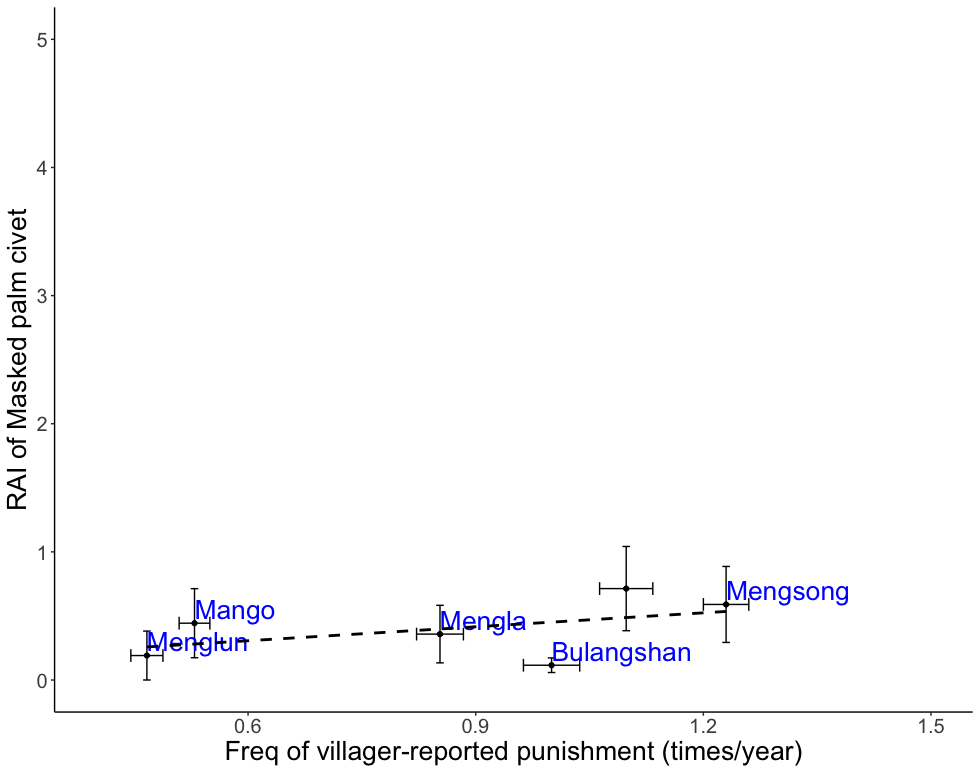 5
4
3
2
1
0
RAI of Masked palm civet
Mango
Menglun
Mengla
Bulangshan
Mengsong
0.6
0.9
1.2
1.5
Freq of villager-reported punishment (times/year)